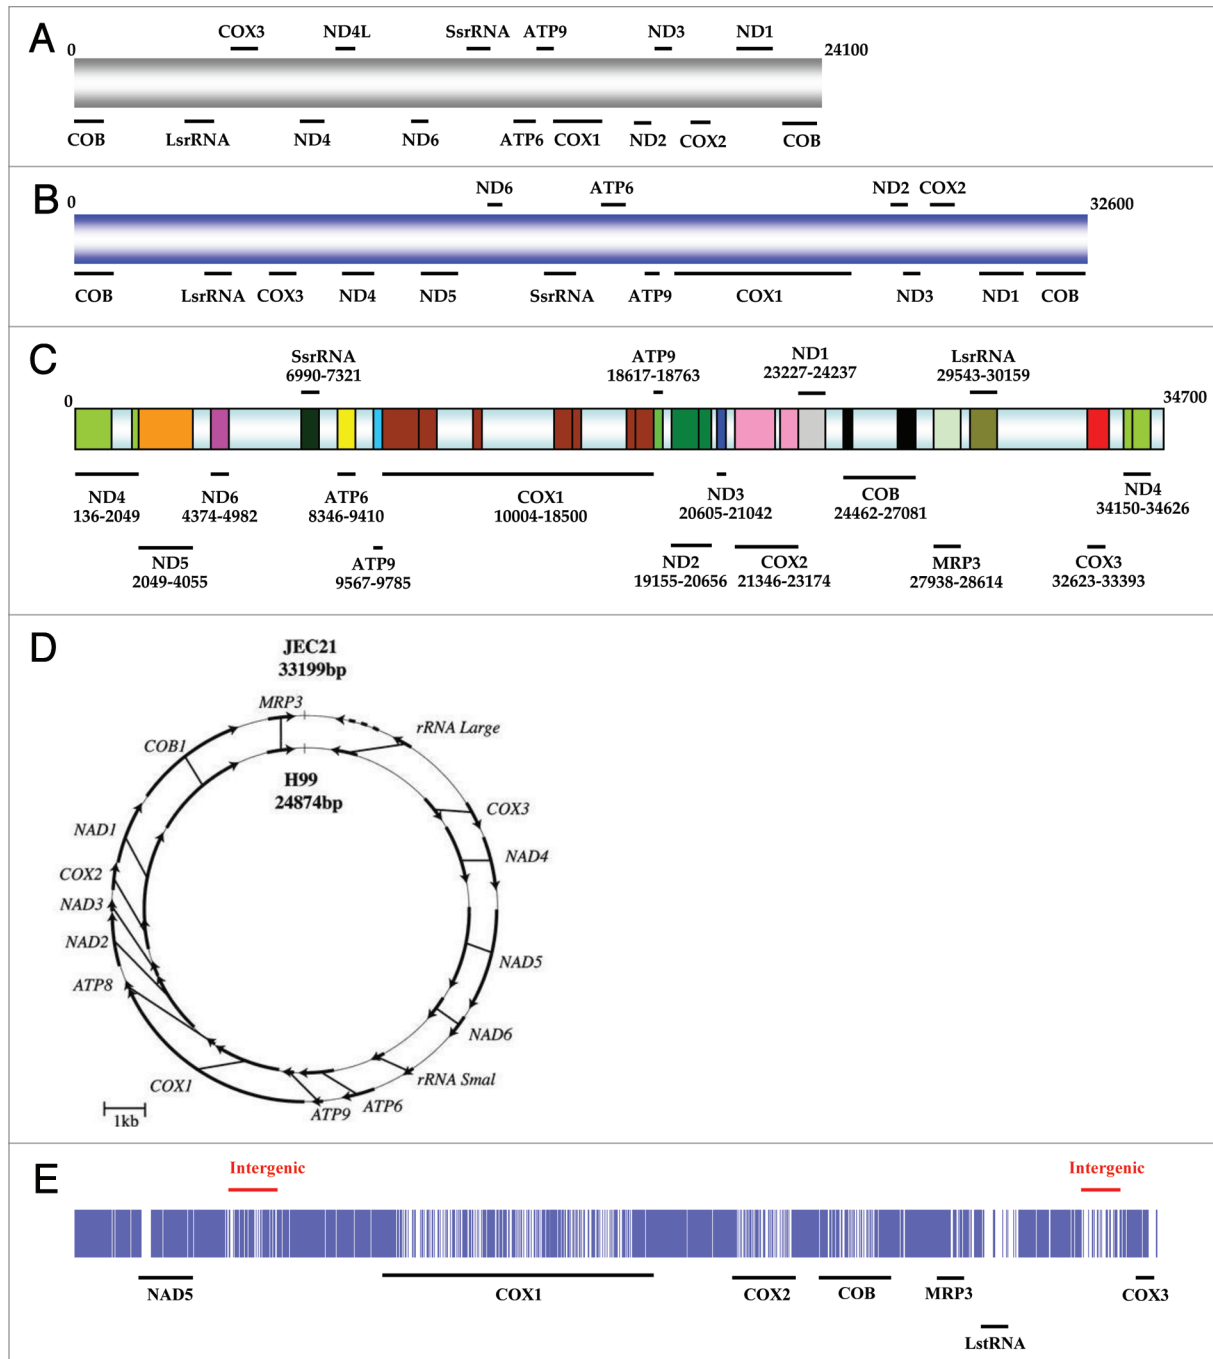 A
COX3 ND4L SsrRNA ATP9 ND3 ND1
0 24100
COB LsrRNA ND4 ND6 ATP6 COX1 ND2 COX2 COB
B
ND6 ATP6 ND2 COX2
0 32600
COB LsrRNA COX3 ND4 ND5 SsrRNA ATP9 COX1 ND3 ND1 COB
C
SsrRNA ATP9 ND1 LsrRNA
6990-7321 18617-18763 23227-24237 29543-30159
0 34700
ND4 ND6 ATP6 COX1 ND3 COB ND4
136-2049 4374-4982 8346-9410 10004-18500 20605-21042 24462-27081 34150-34626
ND5 ATP9 ND2 COX2 MRP3 COX3
2049-4055 9567-9785 19155-20656 21346-23174 27938-28614 32623-33393
D
JEC21
33199bp
MRP3
rRNA Large
COB1
H99
24874bp
COX3
NAD1
NAD4
COX2
NAD3
NAD2
NAD5
ATP8
NAD6
rRNA Smal
COX1
ATP9 ATP6
1kb
E
Intergenic Intergenic
NAD5 COX1 COX2 COB MRP3 COX3
LstRNA